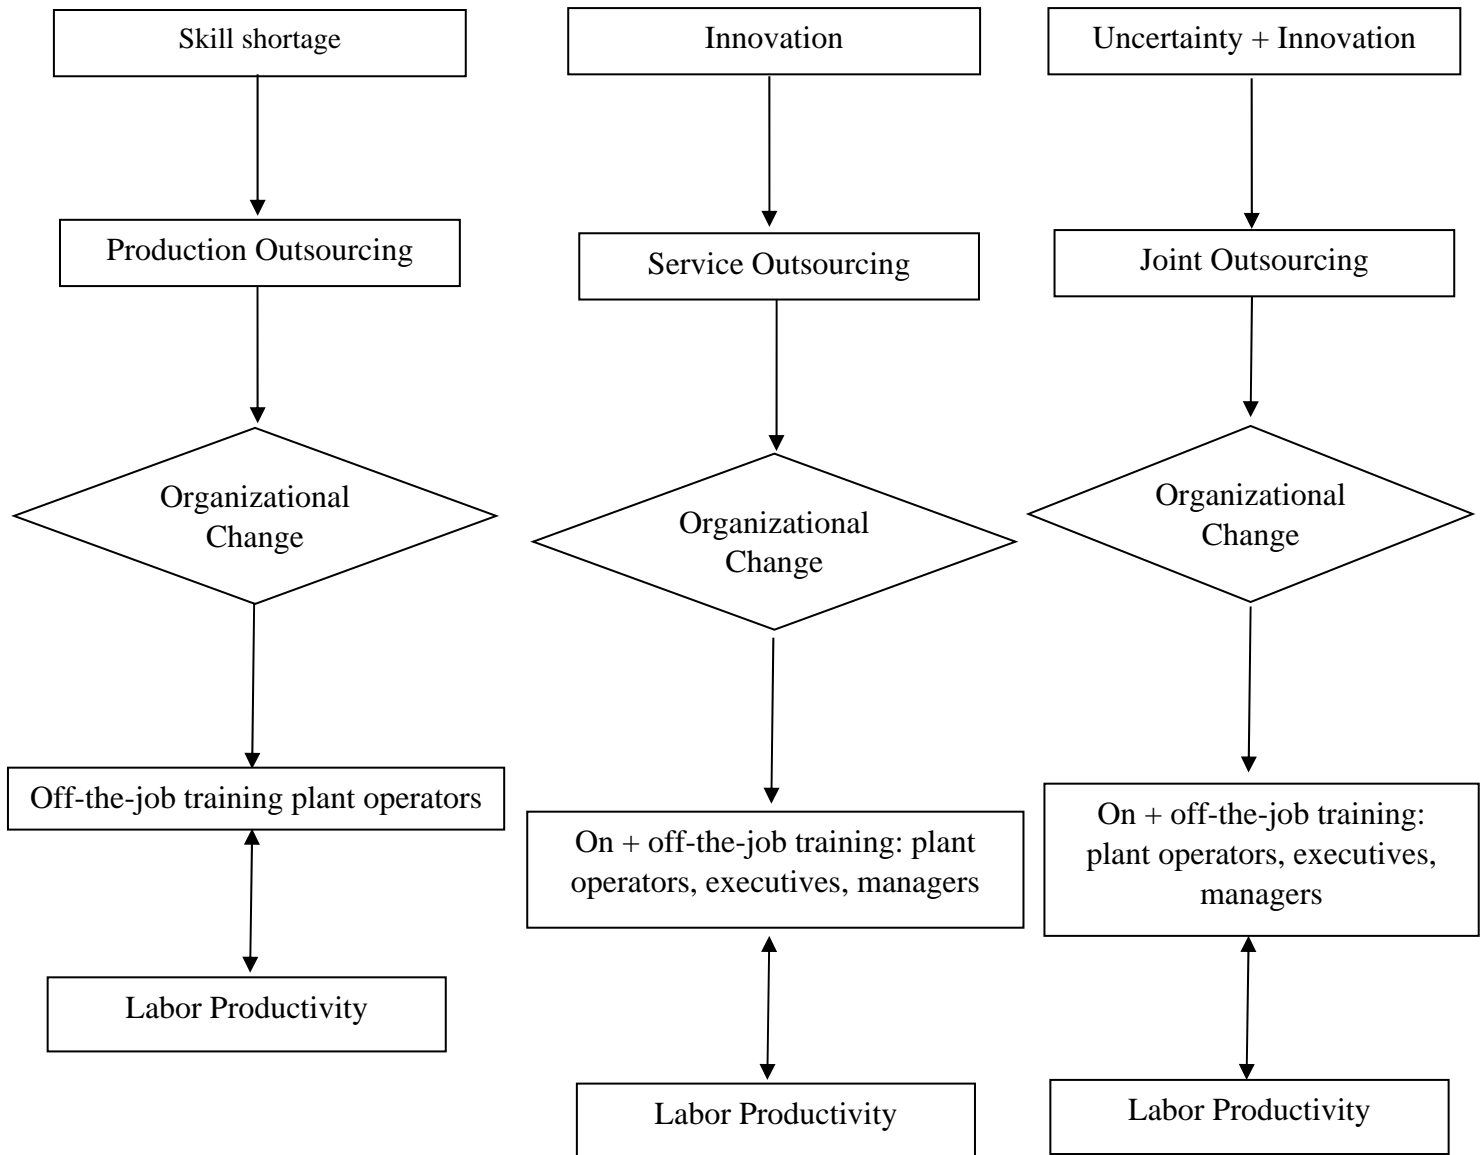 Skill shortage
Production Outsourcing
Organizational
Change
Off-the-job training plant operators
Labor Productivity
Innovation
Service Outsourcing
Organizational
Change
On + off-the-job training: plant
operators, executives, managers
Labor Productivity
Uncertainty + Innovation
Joint Outsourcing
Organizational
Change
On + off-the-job training:
plant operators, executives,
managers
Labor Productivity